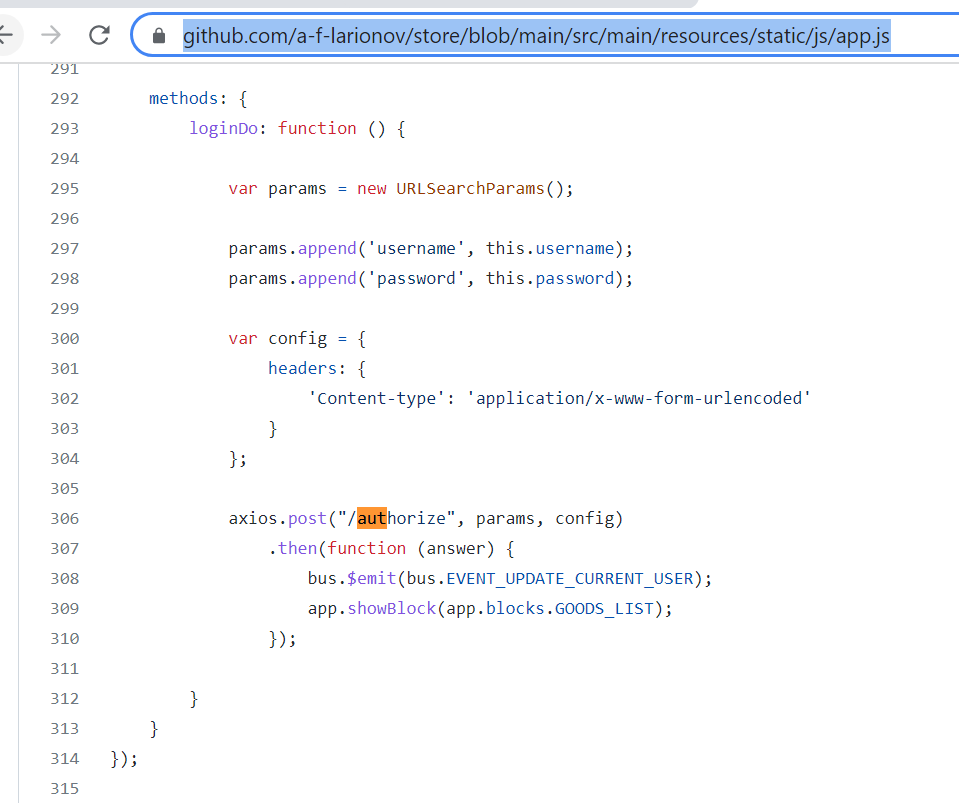 github.com/a-f-larionov/store/blob/main/src/main/resources/static/js/app.js
291
292 methods: {
293 loginDo: function () {
294
295 var params = new URLSearchParams();
296
297 params.append('username', this.username);
298 params.append('password', this.password);
299
300 var config = {
301 headers: {
302 'Content-type': 'application/x-www-form-urlencoded'
303 }
304 };
305
306 axios.post("/authorize", params, config)
307 .then(function (answer) {
308 bus.$emit(bus.EVENT_UPDATE_CURRENT_USER);
309 app.showBlock(app.blocks.GOODS_LIST);
310 });
311
312 }
313 }
314 });
315